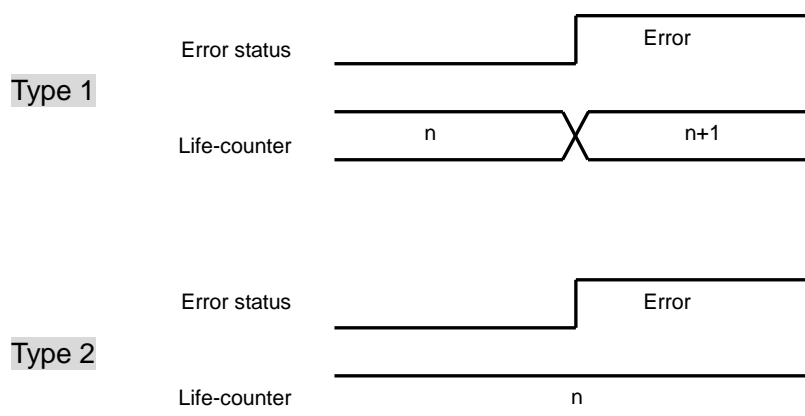 Error status
Error
Type 1
Life-counter
n
n+1
Error status
Error
Type 2
Life-counter
n